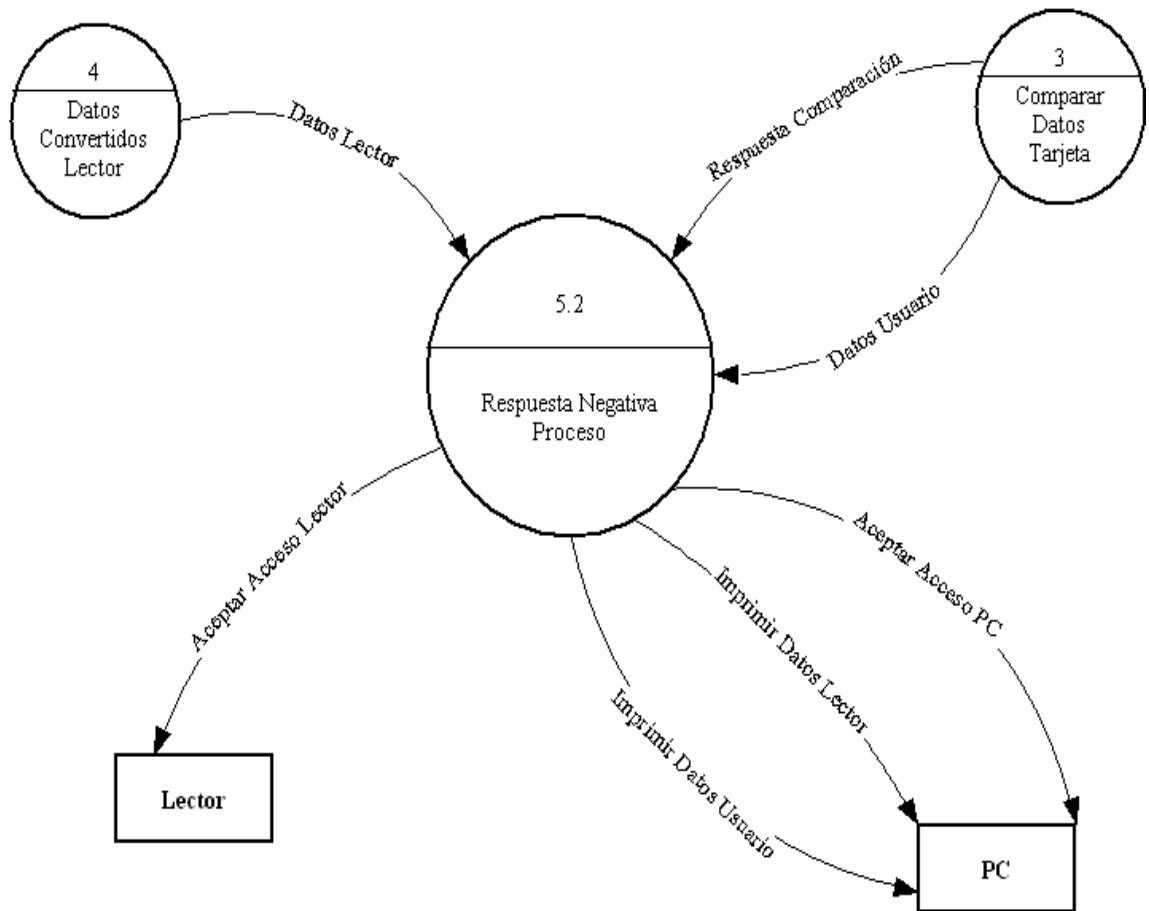 4
Datos
Convertidos
Lector
Datos Lector
Respuesta Comparación
3
Comparar
Datos
Tarjeta
Datos Usuario
5.2
Respuesta Negativa
Proceso
Aceptar Acceso Lector
Aceptar Acceso PC
Imprimir Datos Lector
Imprimir Datos Usuario
Lector
PC